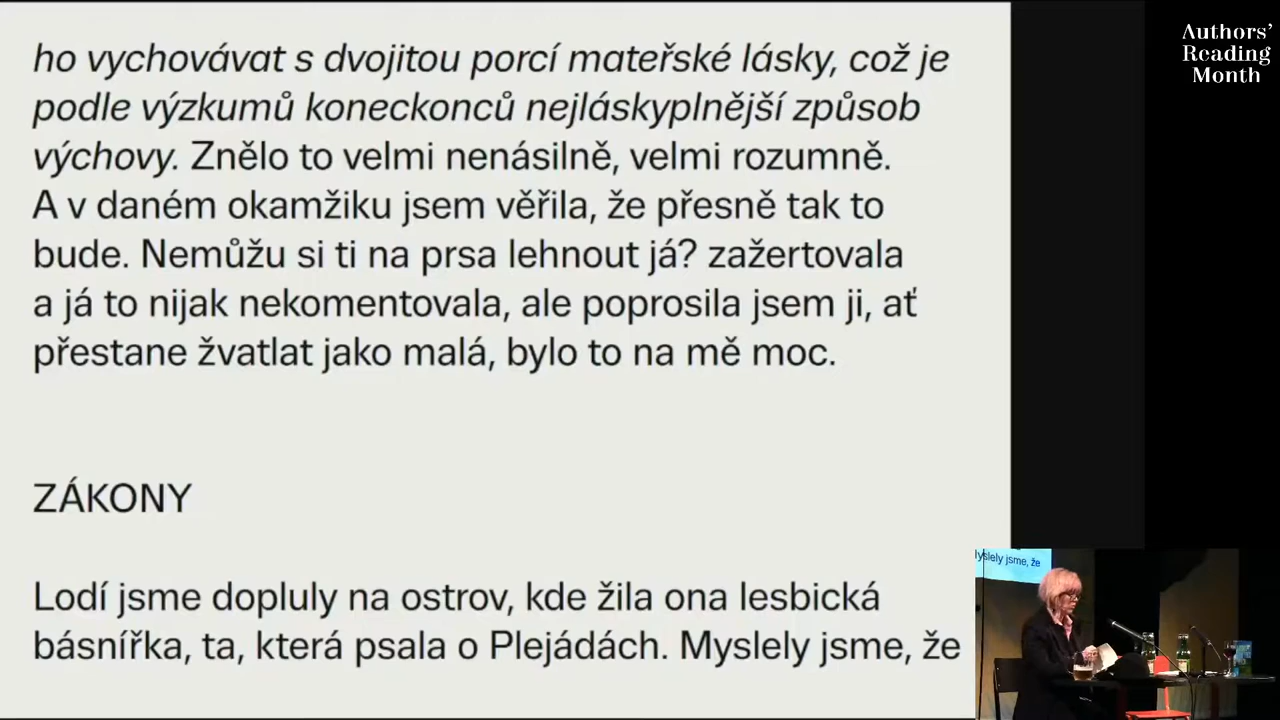 ho vychovávat s dvojitou porcí mateřské lásky, což je
podle výzkumů koneckonců nejláskyplnější způsob
výchovy. Znělo to velmi nenásilně, velmi rozumně.
A v daném okamžiku jsem věřila, že přesně tak to
bude. Nemůžu si ti na prsa lehnout já? zažertovala
a já to nijak nekomentovala, ale poprosila jsem ji, ať
přestane žvatlat jako malá, bylo to na mě moc.
ZÁKONY
Lodí jsme dopluly na ostrov, kde žila ona lesbická
básnířka, ta, která psala o Plejádách. Myslely jsme, že
Authors'
Reading
Month
Myslely jsme, že